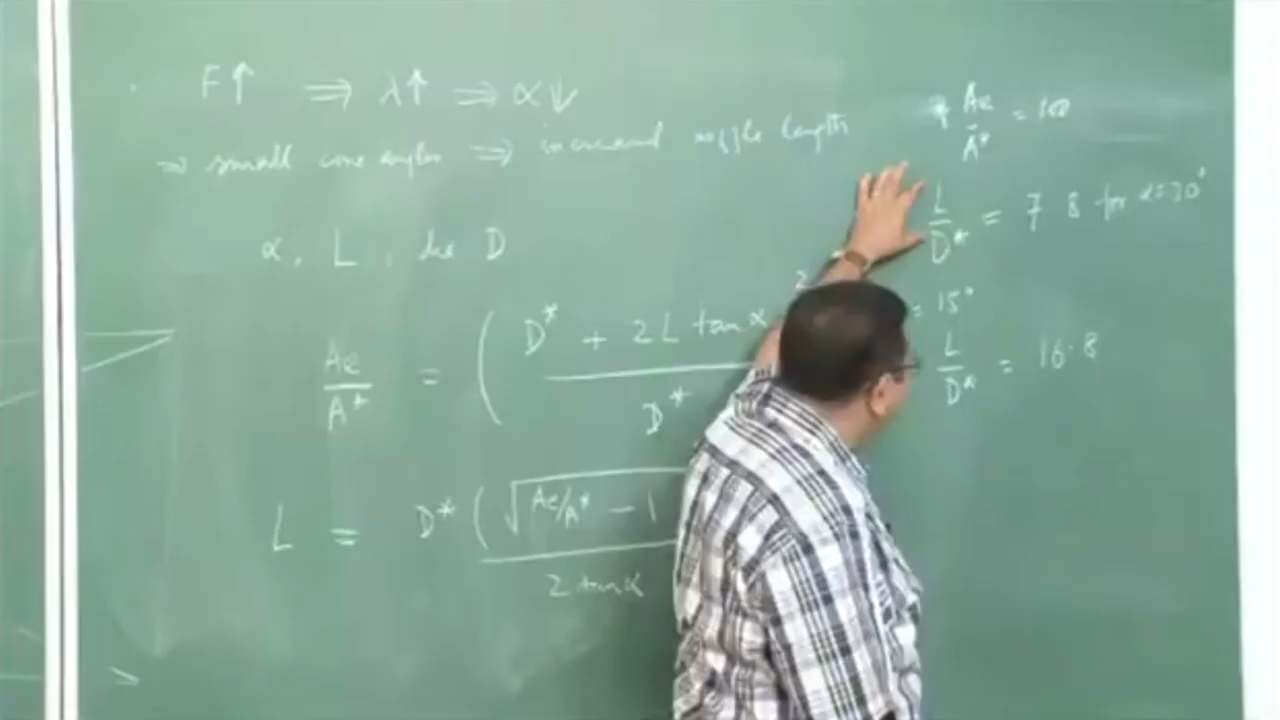 F↑ ⇒ λ↑ ⇒ α↓
⇒ small cone angles ⇒ increased nozzle length
α, L, D
Ae/A* = (D* + 2L tan α / D*
L = D* (√Ae/A* - 1 / 2 tan α
Ae/A* = 100
L/D* = 7.8 for α=30°
= 15°
L/D* = 16.8